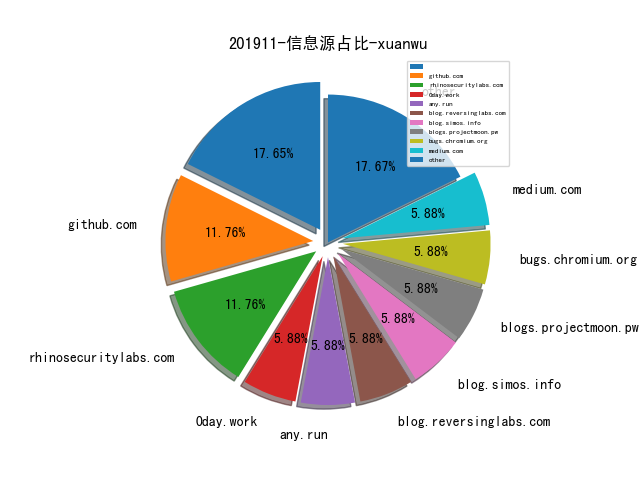 201911-信息源占比-xuanwu
github.com
rhinosecuritylabs.com
0day.work
any.run
blog.reversinglabs.com
blog.simos.info
blogs.projectmoon.pw
bugs.chromium.org
medium.com
other
other
17.65%
17.67%
medium.com
5.88%
github.com
11.76%
5.88%
bugs.chromium.org
5.88%
11.76%
5.88%
blogs.projectmoon.pw
5.88%
5.88%
5.88%
rhinosecuritylabs.com
blog.simos.info
0day.work
blog.reversinglabs.com
any.run